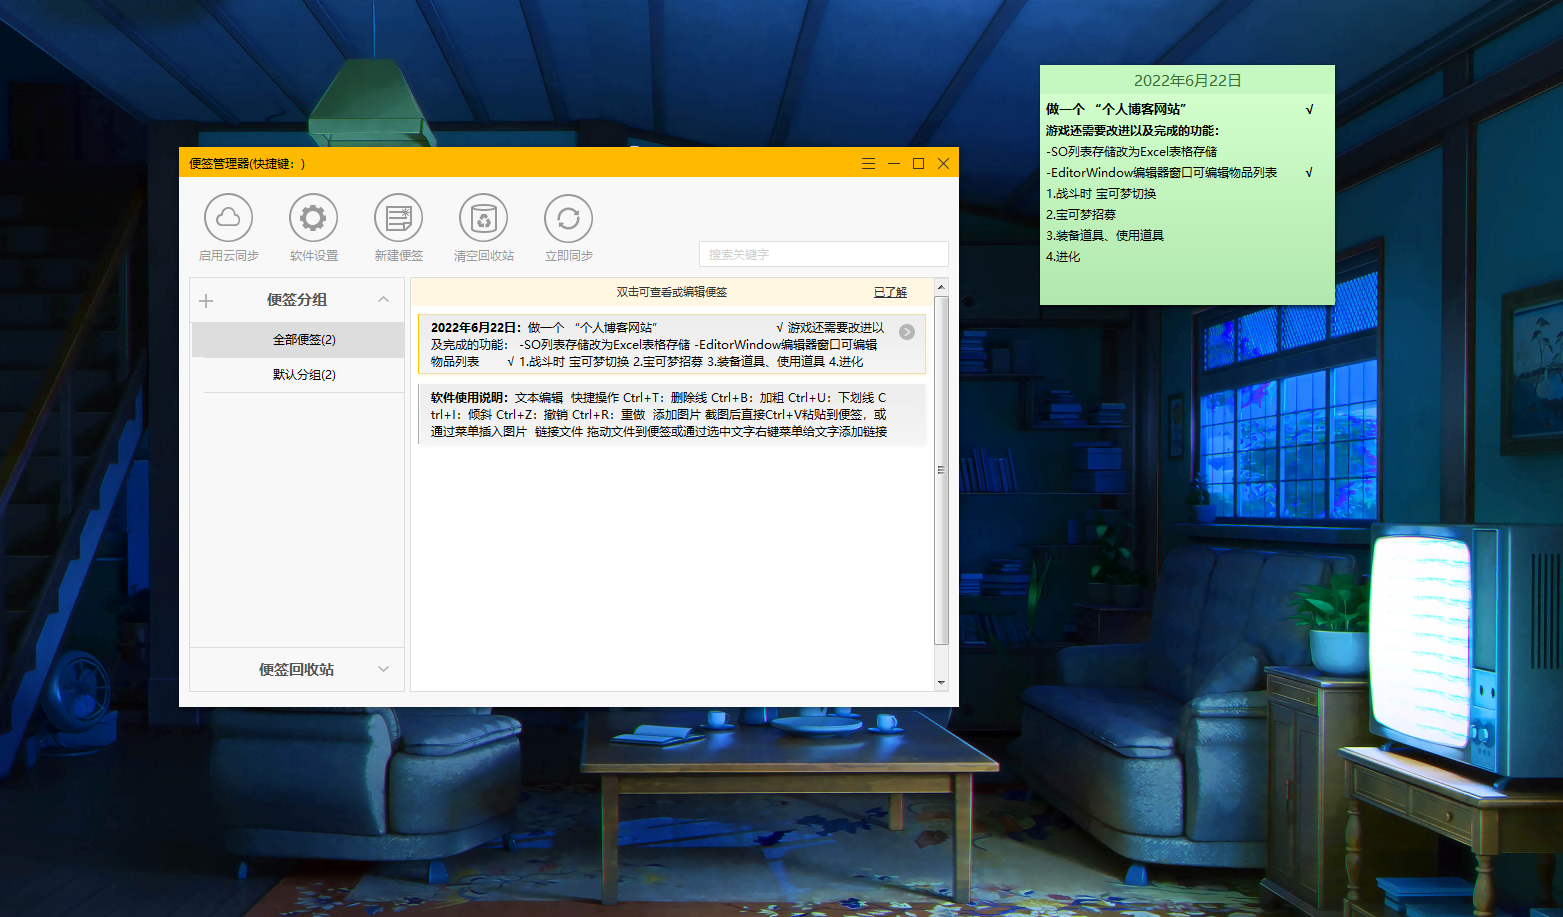 便签管理器(快捷键：)
启用云同步
软件设置
新建便签
清空回收站
立即同步
搜索关键字
便签分组
全部便签(2)
默认分组(2)
便签回收站
双击可查看或编辑便签 已了解
2022年6月22日：做一个 “个人博客网站” √ 游戏还需要改进以
及完成的功能： -SO列表存储改为Excel表格存储 -EditorWindow编辑器窗口可编辑
物品列表 √ 1.战斗时 宝可梦切换 2.宝可梦招募 3.装备道具、使用道具 4.进化
软件使用说明：文本编辑 快捷操作 Ctrl+T：删除线 Ctrl+B：加粗 Ctrl+U：下划线 C
trl+I：倾斜 Ctrl+Z：撤销 Ctrl+R：重做 添加图片 截图后直接Ctrl+V粘贴到便签，或
通过菜单插入图片 链接文件 拖动文件到便签或通过选中文字右键菜单给文字添加链接
2022年6月22日
做一个 “个人博客网站” √
游戏还需要改进以及完成的功能：
-SO列表存储改为Excel表格存储
-EditorWindow编辑器窗口可编辑物品列表 √
1.战斗时 宝可梦切换
2.宝可梦招募
3.装备道具、使用道具
4.进化